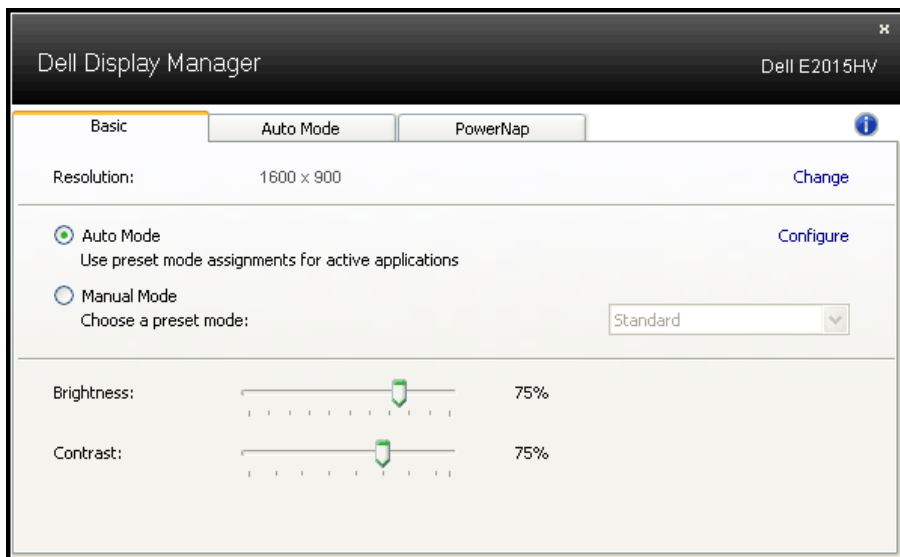 Dell Display Manager
Dell E2015HV
Basic
Auto Mode
PowerNap
Resolution:
1600 x 900
Change
Auto Mode
Configure
Use preset mode assignments for active applications
Manual Mode
Choose a preset mode:
Standard
Brightness:
75%
Contrast:
75%